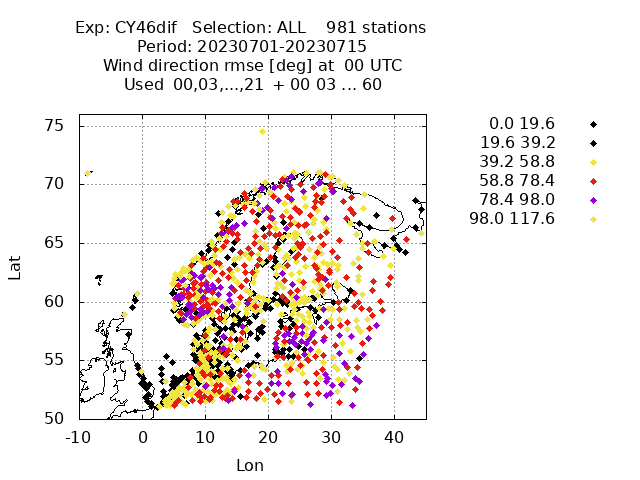 Exp: CY46dif   Selection: ALL    981 stations
Period: 20230701-20230715
Wind direction rmse [deg] at  00 UTC
Used  00,03,...,21  + 00 03 ... 60
0.0 19.6
19.6 39.2
39.2 58.8
58.8 78.4
78.4 98.0
98.0 117.6
75
70
65
60
55
50
Lat
-10 0 10 20 30 40
Lon